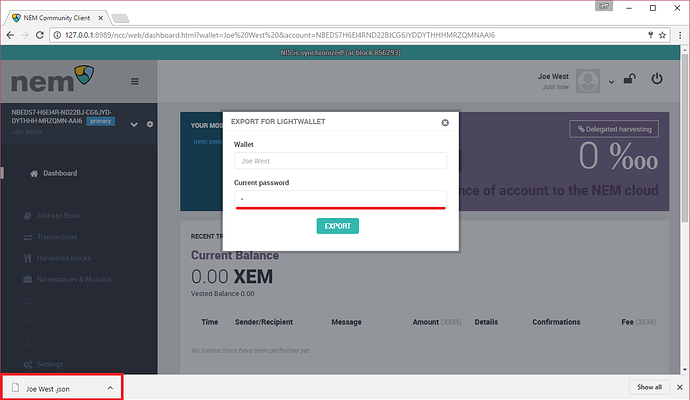 NEM Community Client
127.0.0.1:8989/ncc/web/dashboard.html?wallet=Joe%20West%20&account=NBEDS7H6EI4RND22BJCG6JYDDYTHHHMRZQMNAAI6
NIS is synchronized! (at block 856293)
nem
Joe West
Just now
NBEDS7-H6EI4R-ND22BJ-CG6JYD-
DYTHHH-MRZQMN-AAI6
primary
<No label>
Dashboard
Address Book
Transactions
Harvested blocks
Namespaces & Mosaics
Settings
YOUR MOS
nem:xem
EXPORT FOR LIGHTWALLET
Wallet
Joe West
Current password
EXPORT
Delegated harvesting
0 ‱
nce of account to the NEM cloud
RECENT TR
Current Balance
0.00 XEM
Vested Balance 0.00
Time Sender/Recipient Message Amount (XEM) Details Confirmations Fee (XEM)
No transactions have been performed yet
Joe West .json
Show all